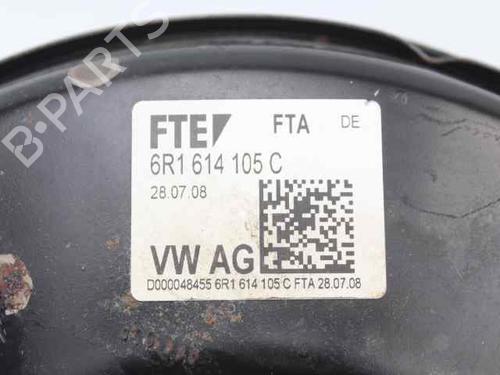 FTE FTA DE
6R1 614 105 C
28.07.08
VW AG
D000048455 6R1 614 105 C FTA 28.07.08
B-PARTS
B-PARTS